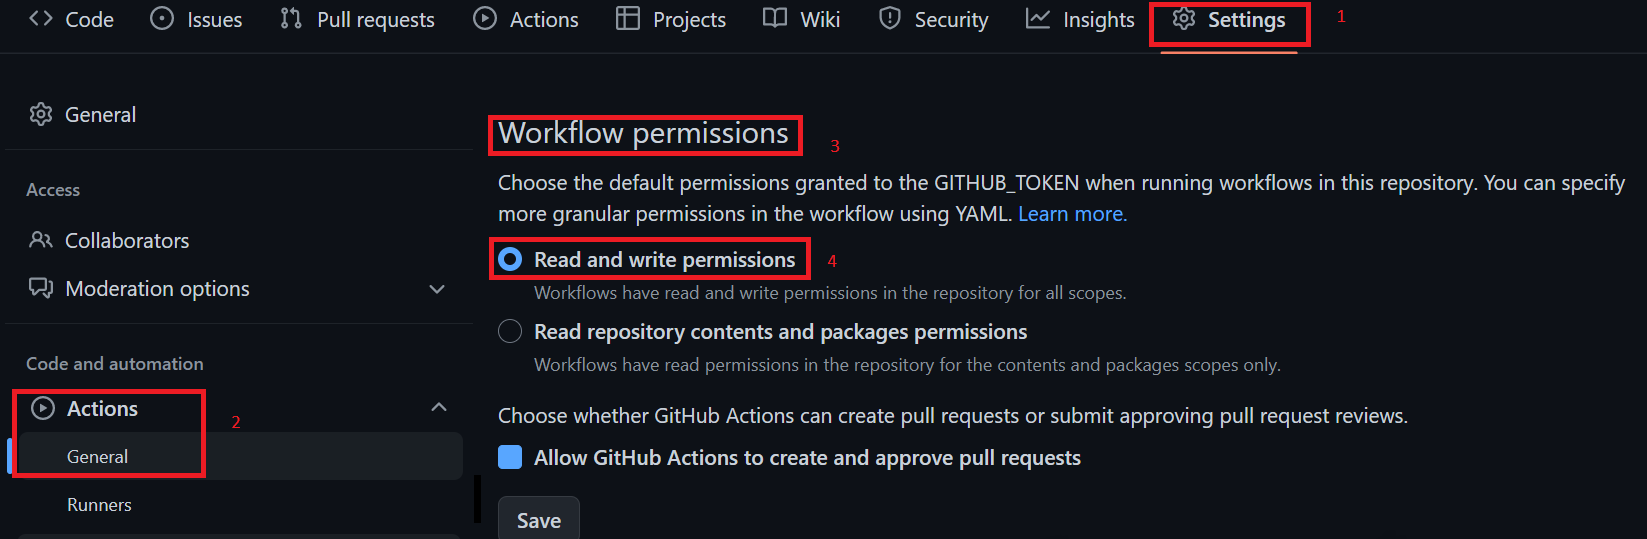 Code Issues Pull requests Actions Projects Wiki Security Insights Settings 1
General
Access
Collaborators
Moderation options
Code and automation
Actions
2
General
Runners
Workflow permissions
3
Choose the default permissions granted to the GITHUB_TOKEN when running workflows in this repository. You can specify
more granular permissions in the workflow using YAML. Learn more.
Read and write permissions 4
Workflows have read and write permissions in the repository for all scopes.
Read repository contents and packages permissions
Workflows have read permissions in the repository for the contents and packages scopes only.
Choose whether GitHub Actions can create pull requests or submit approving pull request reviews.
Allow GitHub Actions to create and approve pull requests
Save